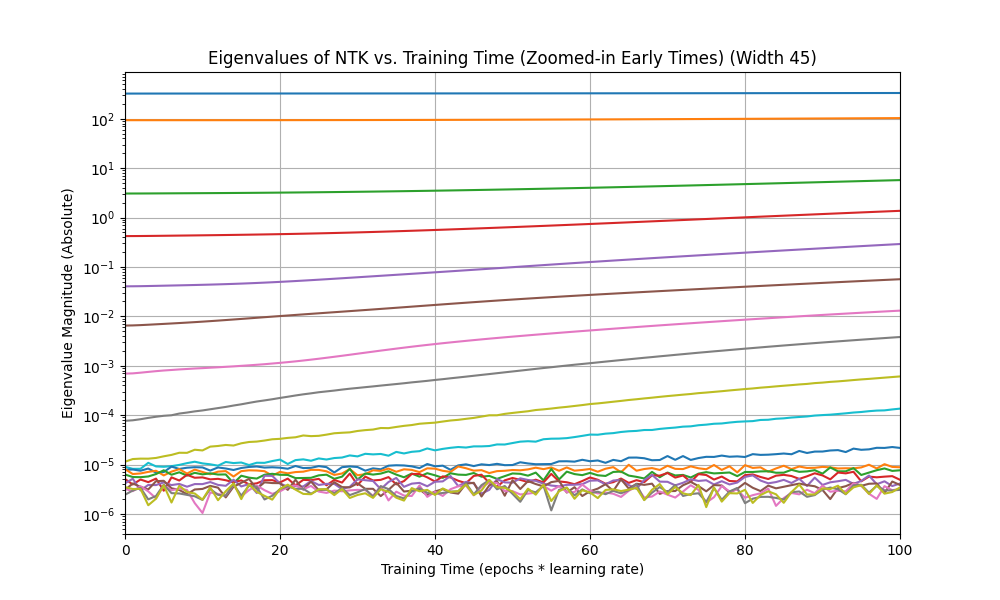 Eigenvalues of NTK vs. Training Time (Zoomed-in Early Times) (Width 45)
Eigenvalue Magnitude (Absolute)
10²
10¹
10⁰
10⁻¹
10⁻²
10⁻³
10⁻⁴
10⁻⁵
10⁻⁶
0 20 40 60 80 100
Training Time (epochs * learning rate)